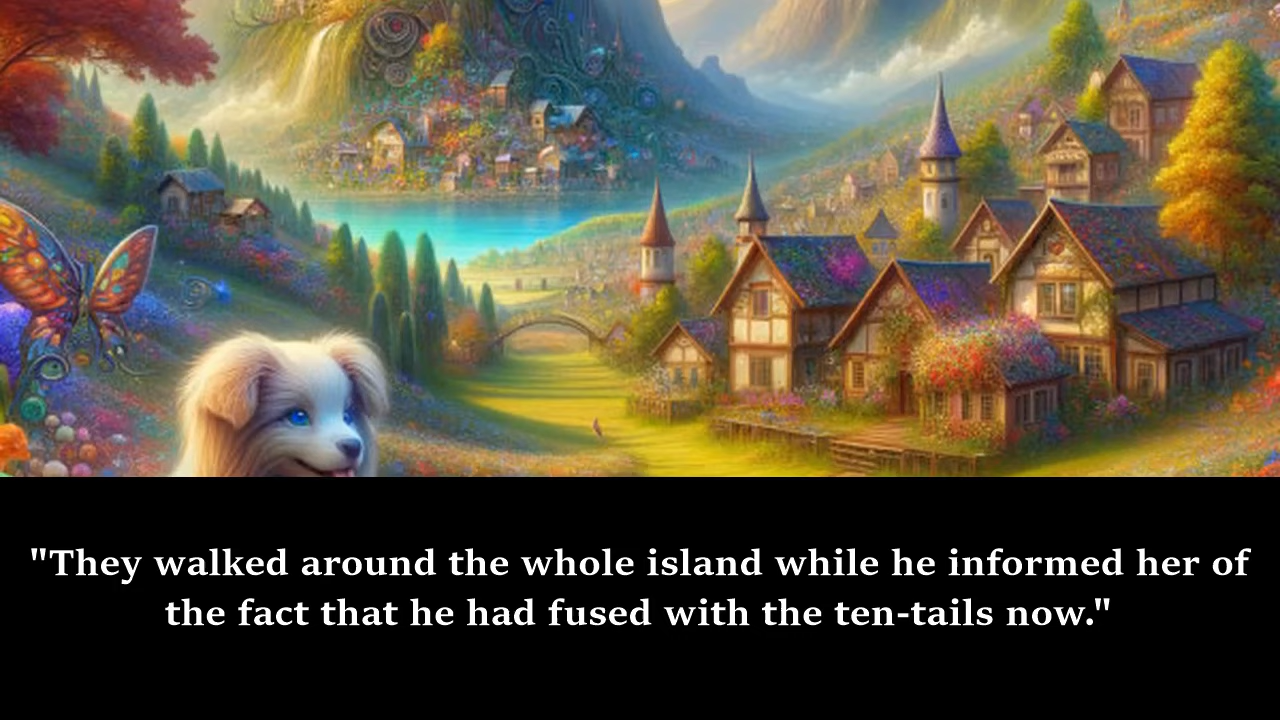 "They walked around the whole island while he informed her of
the fact that he had fused with the ten-tails now."